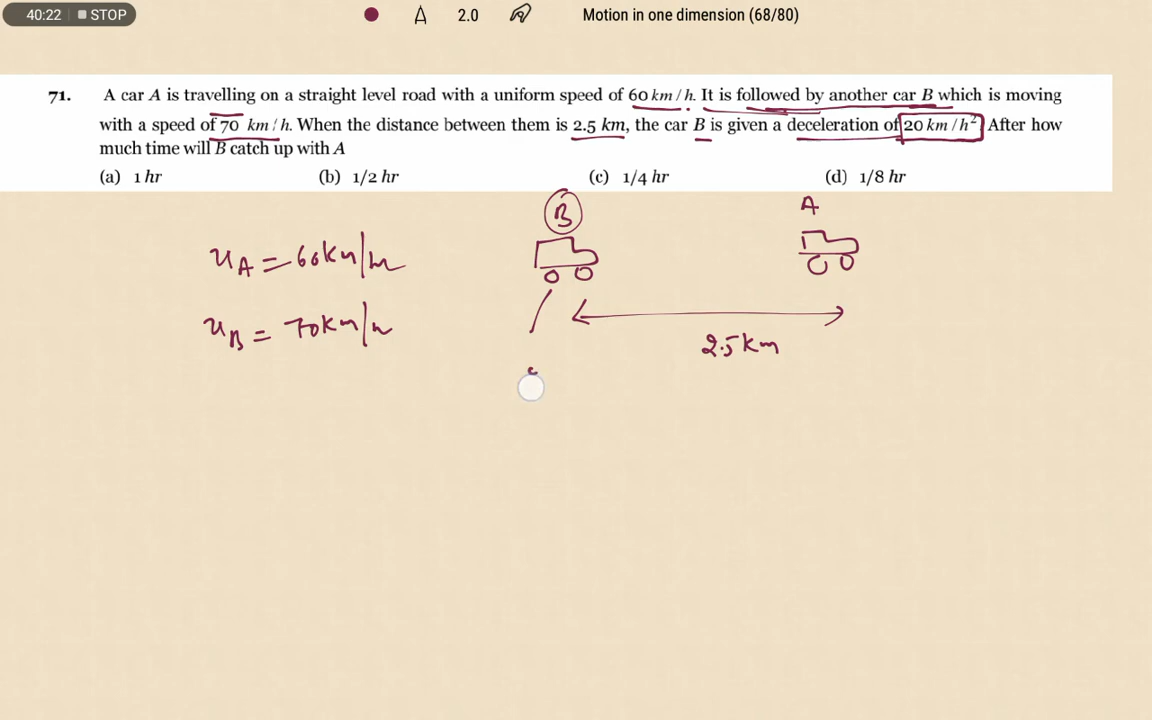 40:22 STOP 2.0 Motion in one dimension (68/80)
71. A car A is travelling on a straight level road with a uniform speed of 60 km/h. It is followed by another car B which is moving
with a speed of 70 km/h. When the distance between them is 2.5 km, the car B is given a deceleration of 20 km/h². After how
much time will B catch up with A
(a) 1 hr (b) 1/2 hr (c) 1/4 hr (d) 1/8 hr
B A
u_A = 60km/h
u_B = 70km/h
2.5km